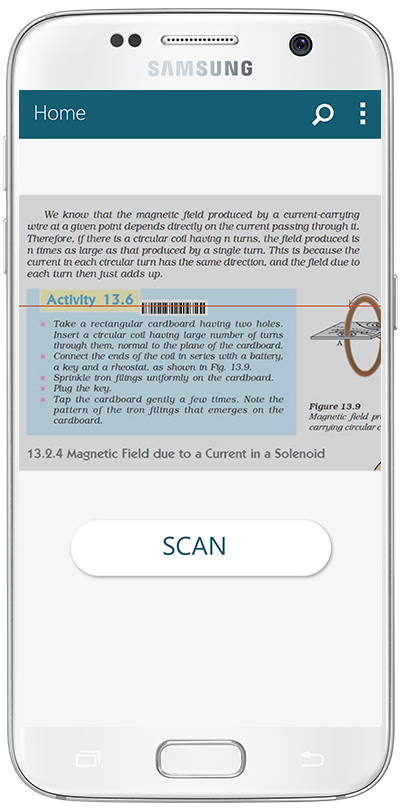 SAMSUNG
Home
We know that the magnetic field produced by a current-carrying
wire at a given point depends directly on the current passing through it.
Therefore, if there is a circular coil having n turns, the field produced is
n times as large as that produced by a single turn. This is because the
current in each circular turn has the same direction, and the field due to
each turn then just adds up.
Activity 13.6
Take a rectangular cardboard having two holes.
Insert a circular coil having large number of turns
through them, normal to the plane of the cardboard.
Connect the ends of the coil in series with a battery,
a key and a rheostat, as shown in Fig. 13.9.
Sprinkle iron filings uniformly on the cardboard.
Plug the key.
Tap the cardboard gently a few times. Note the
pattern of the iron filings that emerges on the
cardboard.
A
Figure 13.9
Magnetic field pr
carrying circular c
13.2.4 Magnetic Field due to a Current in a Solenoid
SCAN